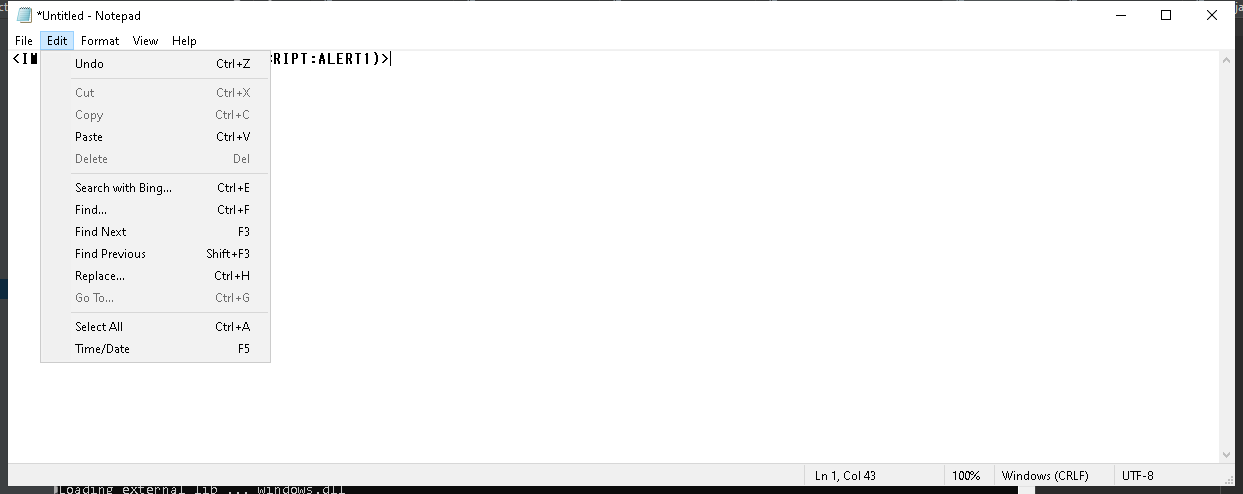 *Untitled - Notepad
File Edit Format View Help
<IM RIPT:ALERT1)>
Undo Ctrl+Z
Cut Ctrl+X
Copy Ctrl+C
Paste Ctrl+V
Delete Del
Search with Bing... Ctrl+E
Find... Ctrl+F
Find Next F3
Find Previous Shift+F3
Replace... Ctrl+H
Go To... Ctrl+G
Select All Ctrl+A
Time/Date F5
Ln 1, Col 43 100% Windows (CRLF) UTF-8
Loading external lib ... windows.dll